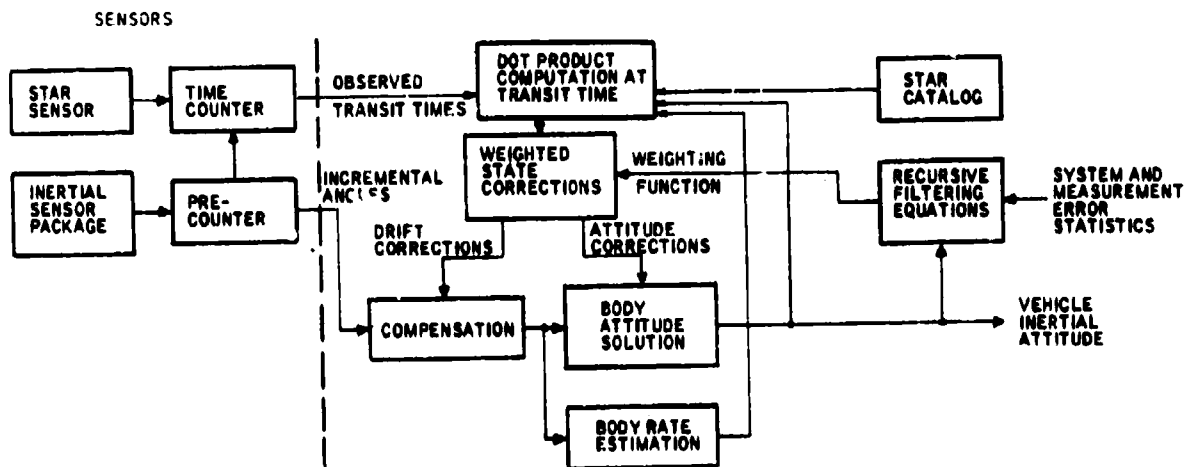 SENSORS
STAR
SENSOR
TIME
COUNTER
OBSERVED
TRANSIT TIMES
DOT PRODUCT
COMPUTATION AT
TRANSIT TIME
STAR
CATALOG
INERTIAL
SENSOR
PACKAGE
PRE-
COUNTER
INCREMENTAL
ANGLES
WEIGHTED
STATE
CORRECTIONS
WEIGHTING
FUNCTION
RECURSIVE
FILTERING
EQUATIONS
SYSTEM AND
MEASUREMENT
ERROR
STATISTICS
DRIFT
CORRECTIONS
ATTITUDE
CORRECTIONS
COMPENSATION
BODY
ATTITUDE
SOLUTION
VEHICLE
INERTIAL
ATTITUDE
BODY RATE
ESTIMATION